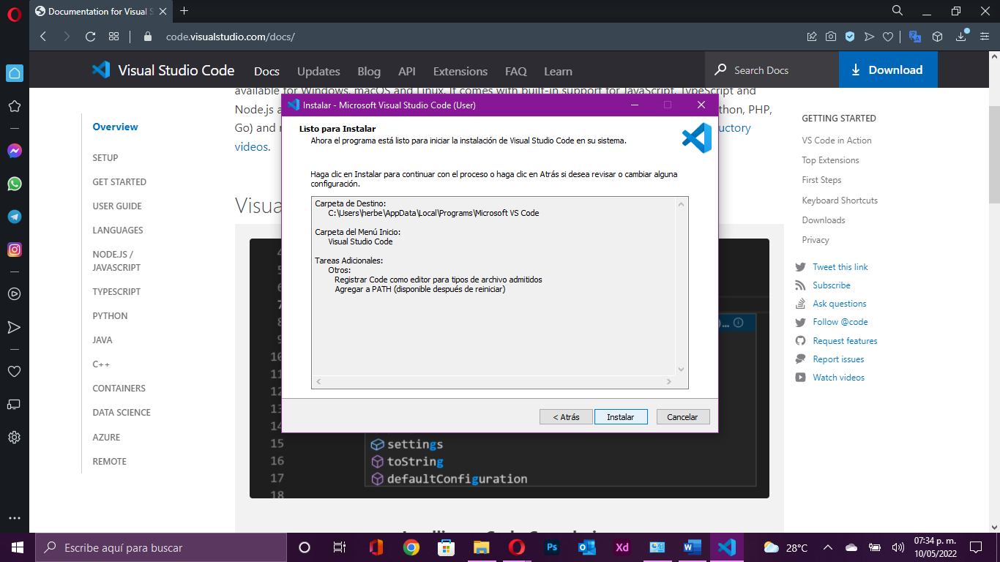 Documentation for Visual S
code.visualstudio.com/docs/
Visual Studio Code
Docs
Updates
Blog
API
Extensions
FAQ
Learn
Search Docs
Download
available for Windows, macOS and Linux. It comes with built-in support for JavaScript, TypeScript and
Node.js a
thon, PHP,
Go) and
uctory
videos.
Visua
Overview
SETUP
GET STARTED
USER GUIDE
LANGUAGES
NODE.JS /
JAVASCRIPT
TYPESCRIPT
PYTHON
JAVA
C++
CONTAINERS
DATA SCIENCE
AZURE
REMOTE
Instalar - Microsoft Visual Studio Code (User)
Listo para Instalar
Ahora el programa está listo para iniciar la instalación de Visual Studio Code en su sistema.
Haga clic en Instalar para continuar con el proceso o haga clic en Atrás si desea revisar o cambiar alguna
configuración.
Carpeta de Destino:
C:\Users\herbe\AppData\Local\Programs\Microsoft VS Code
Carpeta del Menú Inicio:
Visual Studio Code
Tareas Adicionales:
Otros:
Registrar Code como editor para tipos de archivo admitidos
Agregar a PATH (disponible después de reiniciar)
< Atrás
Instalar
Cancelar
)...
10
11
12
13
14
15
16
17
18
settings
toString
defaultConfiguration
GETTING STARTED
VS Code in Action
Top Extensions
First Steps
Keyboard Shortcuts
Downloads
Privacy
Tweet this link
Subscribe
Ask questions
Follow @code
Request features
Report issues
Watch videos
Escribe aquí para buscar
Ps
Xd
28°C
07:34 p. m.
10/05/2022